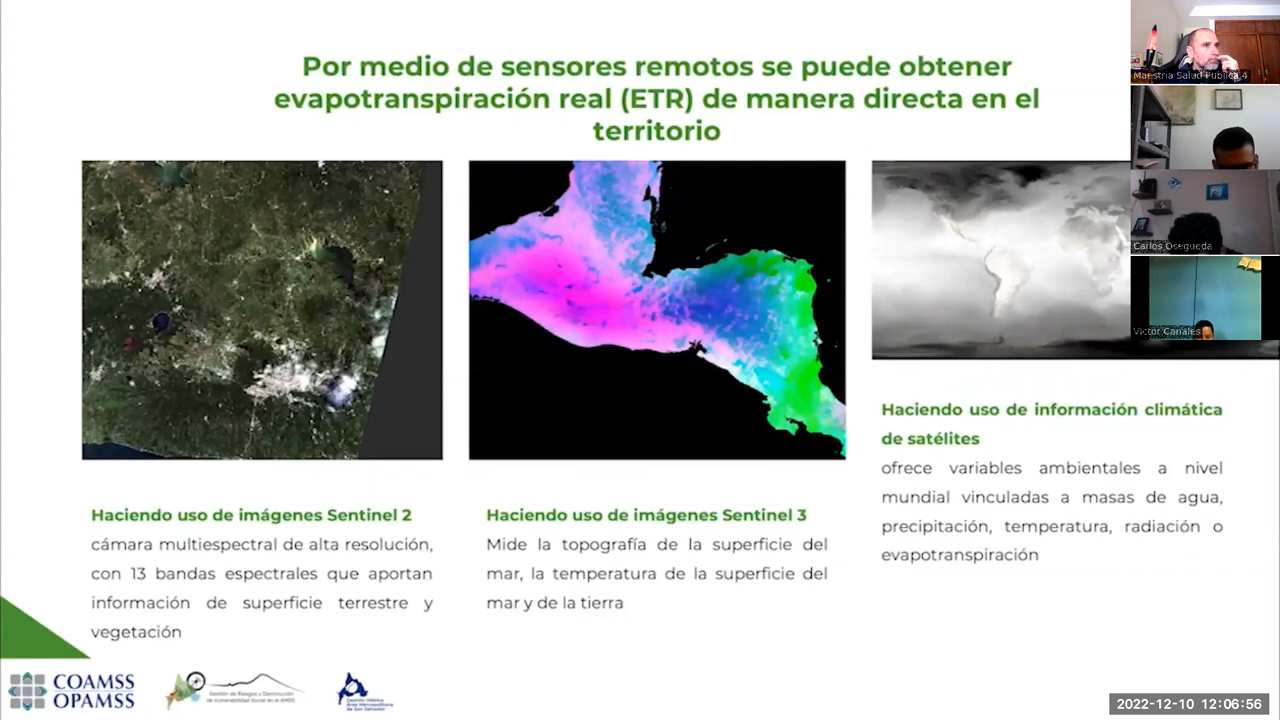 Por medio de sensores remotos se puede obtener
evapotranspiración real (ETR) de manera directa en el
territorio
Haciendo uso de imágenes Sentinel 2
cámara multiespectral de alta resolución,
con 13 bandas espectrales que aportan
información de superficie terrestre y
vegetación
Haciendo uso de imágenes Sentinel 3
Mide la topografía de la superficie del
mar, la temperatura de la superficie del
mar y de la tierra
Haciendo uso de información climática
de satélites
ofrece variables ambientales a nivel
mundial vinculadas a masas de agua,
precipitación, temperatura, radiación o
evapotranspiración
Maestria Salud Publica 4
Carlos Osegueda
Victor Canales
COAMSS
OPAMSS
Gestión de Riesgos y Disminución
de Vulnerabilidad Social en el AMSS
Gestión Hídrica
Área Metropolitana
de San Salvador
2022-12-10 12:06:56